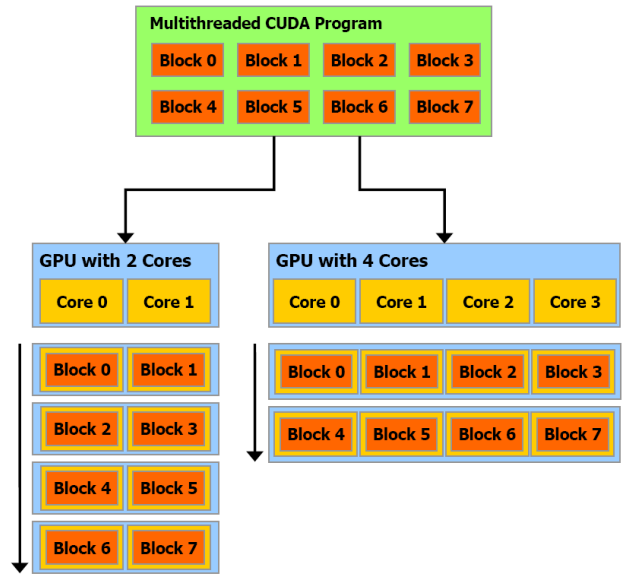 Multithreaded CUDA Program
Block 0 Block 1 Block 2 Block 3
Block 4 Block 5 Block 6 Block 7
GPU with 2 Cores
Core 0 Core 1
Block 0 Block 1
Block 2 Block 3
Block 4 Block 5
Block 6 Block 7
GPU with 4 Cores
Core 0 Core 1 Core 2 Core 3
Block 0 Block 1 Block 2 Block 3
Block 4 Block 5 Block 6 Block 7